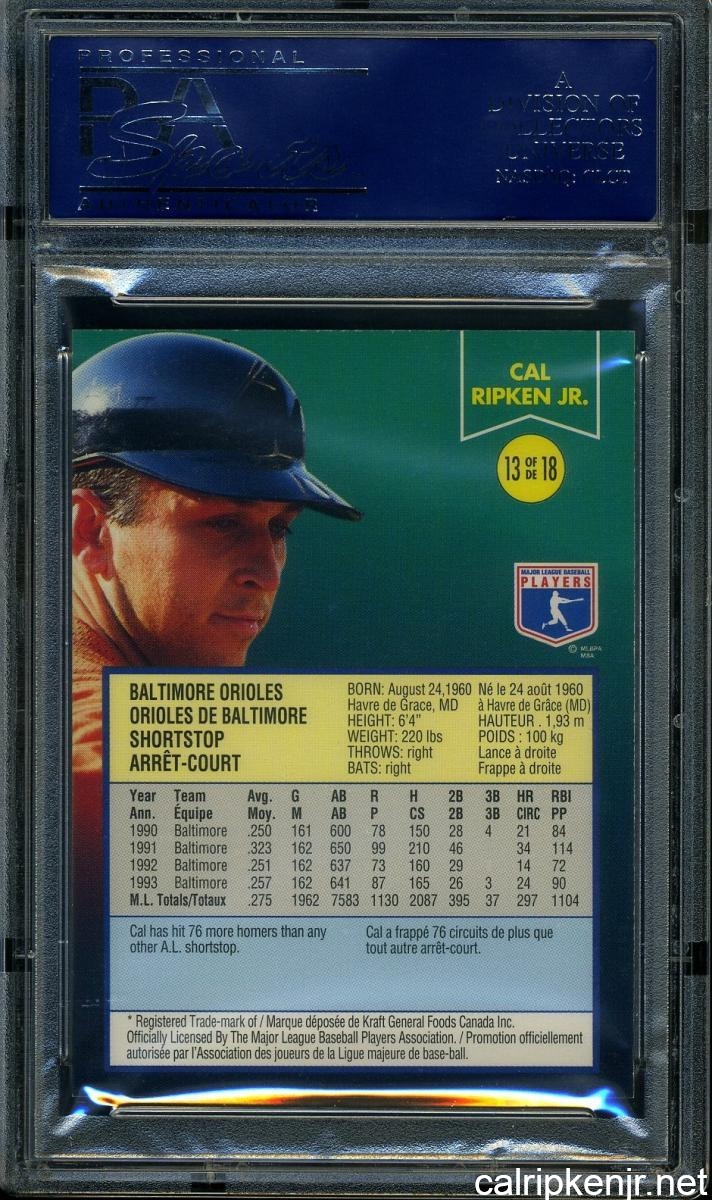 PROFESSIONAL
PSA
Sports
AUTHENTICATOR
A
DIVISION OF
COLLECTORS
UNIVERSE
NASDAQ: CLCT
CAL
RIPKEN JR.
13 OF DE 18
MAJOR LEAGUE BASEBALL
PLAYERS
© MLBPA
MSA
BALTIMORE ORIOLES
ORIOLES DE BALTIMORE
SHORTSTOP
ARRÊT-COURT
BORN: August 24,1960
Havre de Grace, MD
HEIGHT: 6'4"
WEIGHT: 220 lbs
THROWS: right
BATS: right
Né le 24 août 1960
à Havre de Grâce (MD)
HAUTEUR . 1,93 m
POIDS : 100 kg
Lance à droite
Frappe à droite
Year Team Avg. G AB R H 2B 3B HR RBI
Ann. Équipe Moy. M AB P CS 2B 3B CIRC PP
1990 Baltimore .250 161 600 78 150 28 4 21 84
1991 Baltimore .323 162 650 99 210 46 34 114
1992 Baltimore .251 162 637 73 160 29 14 72
1993 Baltimore .257 162 641 87 165 26 3 24 90
M.L. Totals/Totaux .275 1962 7583 1130 2087 395 37 297 1104
Cal has hit 76 more homers than any
other A.L. shortstop.
Cal a frappé 76 circuits de plus que
tout autre arrêt-court.
* Registered Trade-mark of / Marque déposée de Kraft General Foods Canada Inc.
Officially Licensed By The Major League Baseball Players Association. / Promotion officiellement
autorisée par l'Association des joueurs de la Ligue majeure de base-ball.
calripkenjr.net